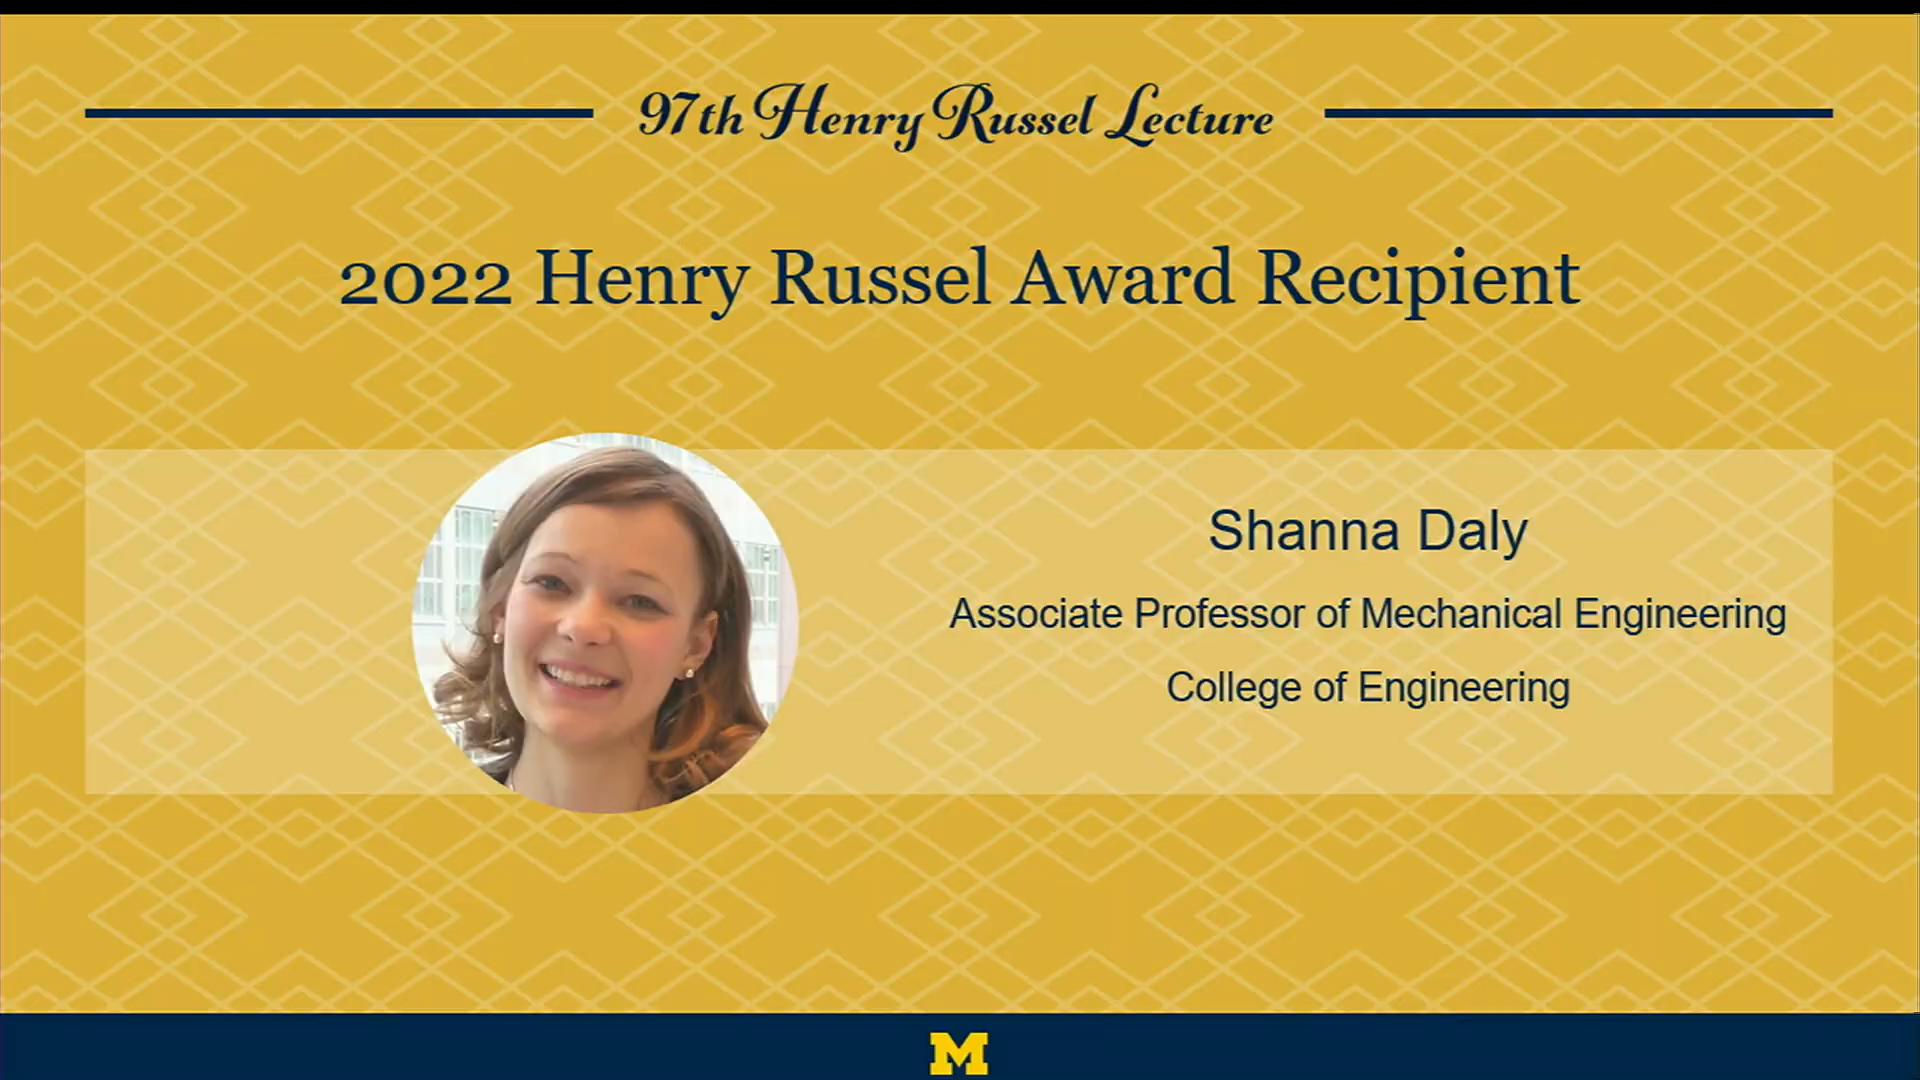 97th Henry Russel Lecture
2022 Henry Russel Award Recipient
Shanna Daly
Associate Professor of Mechanical Engineering
College of Engineering
M